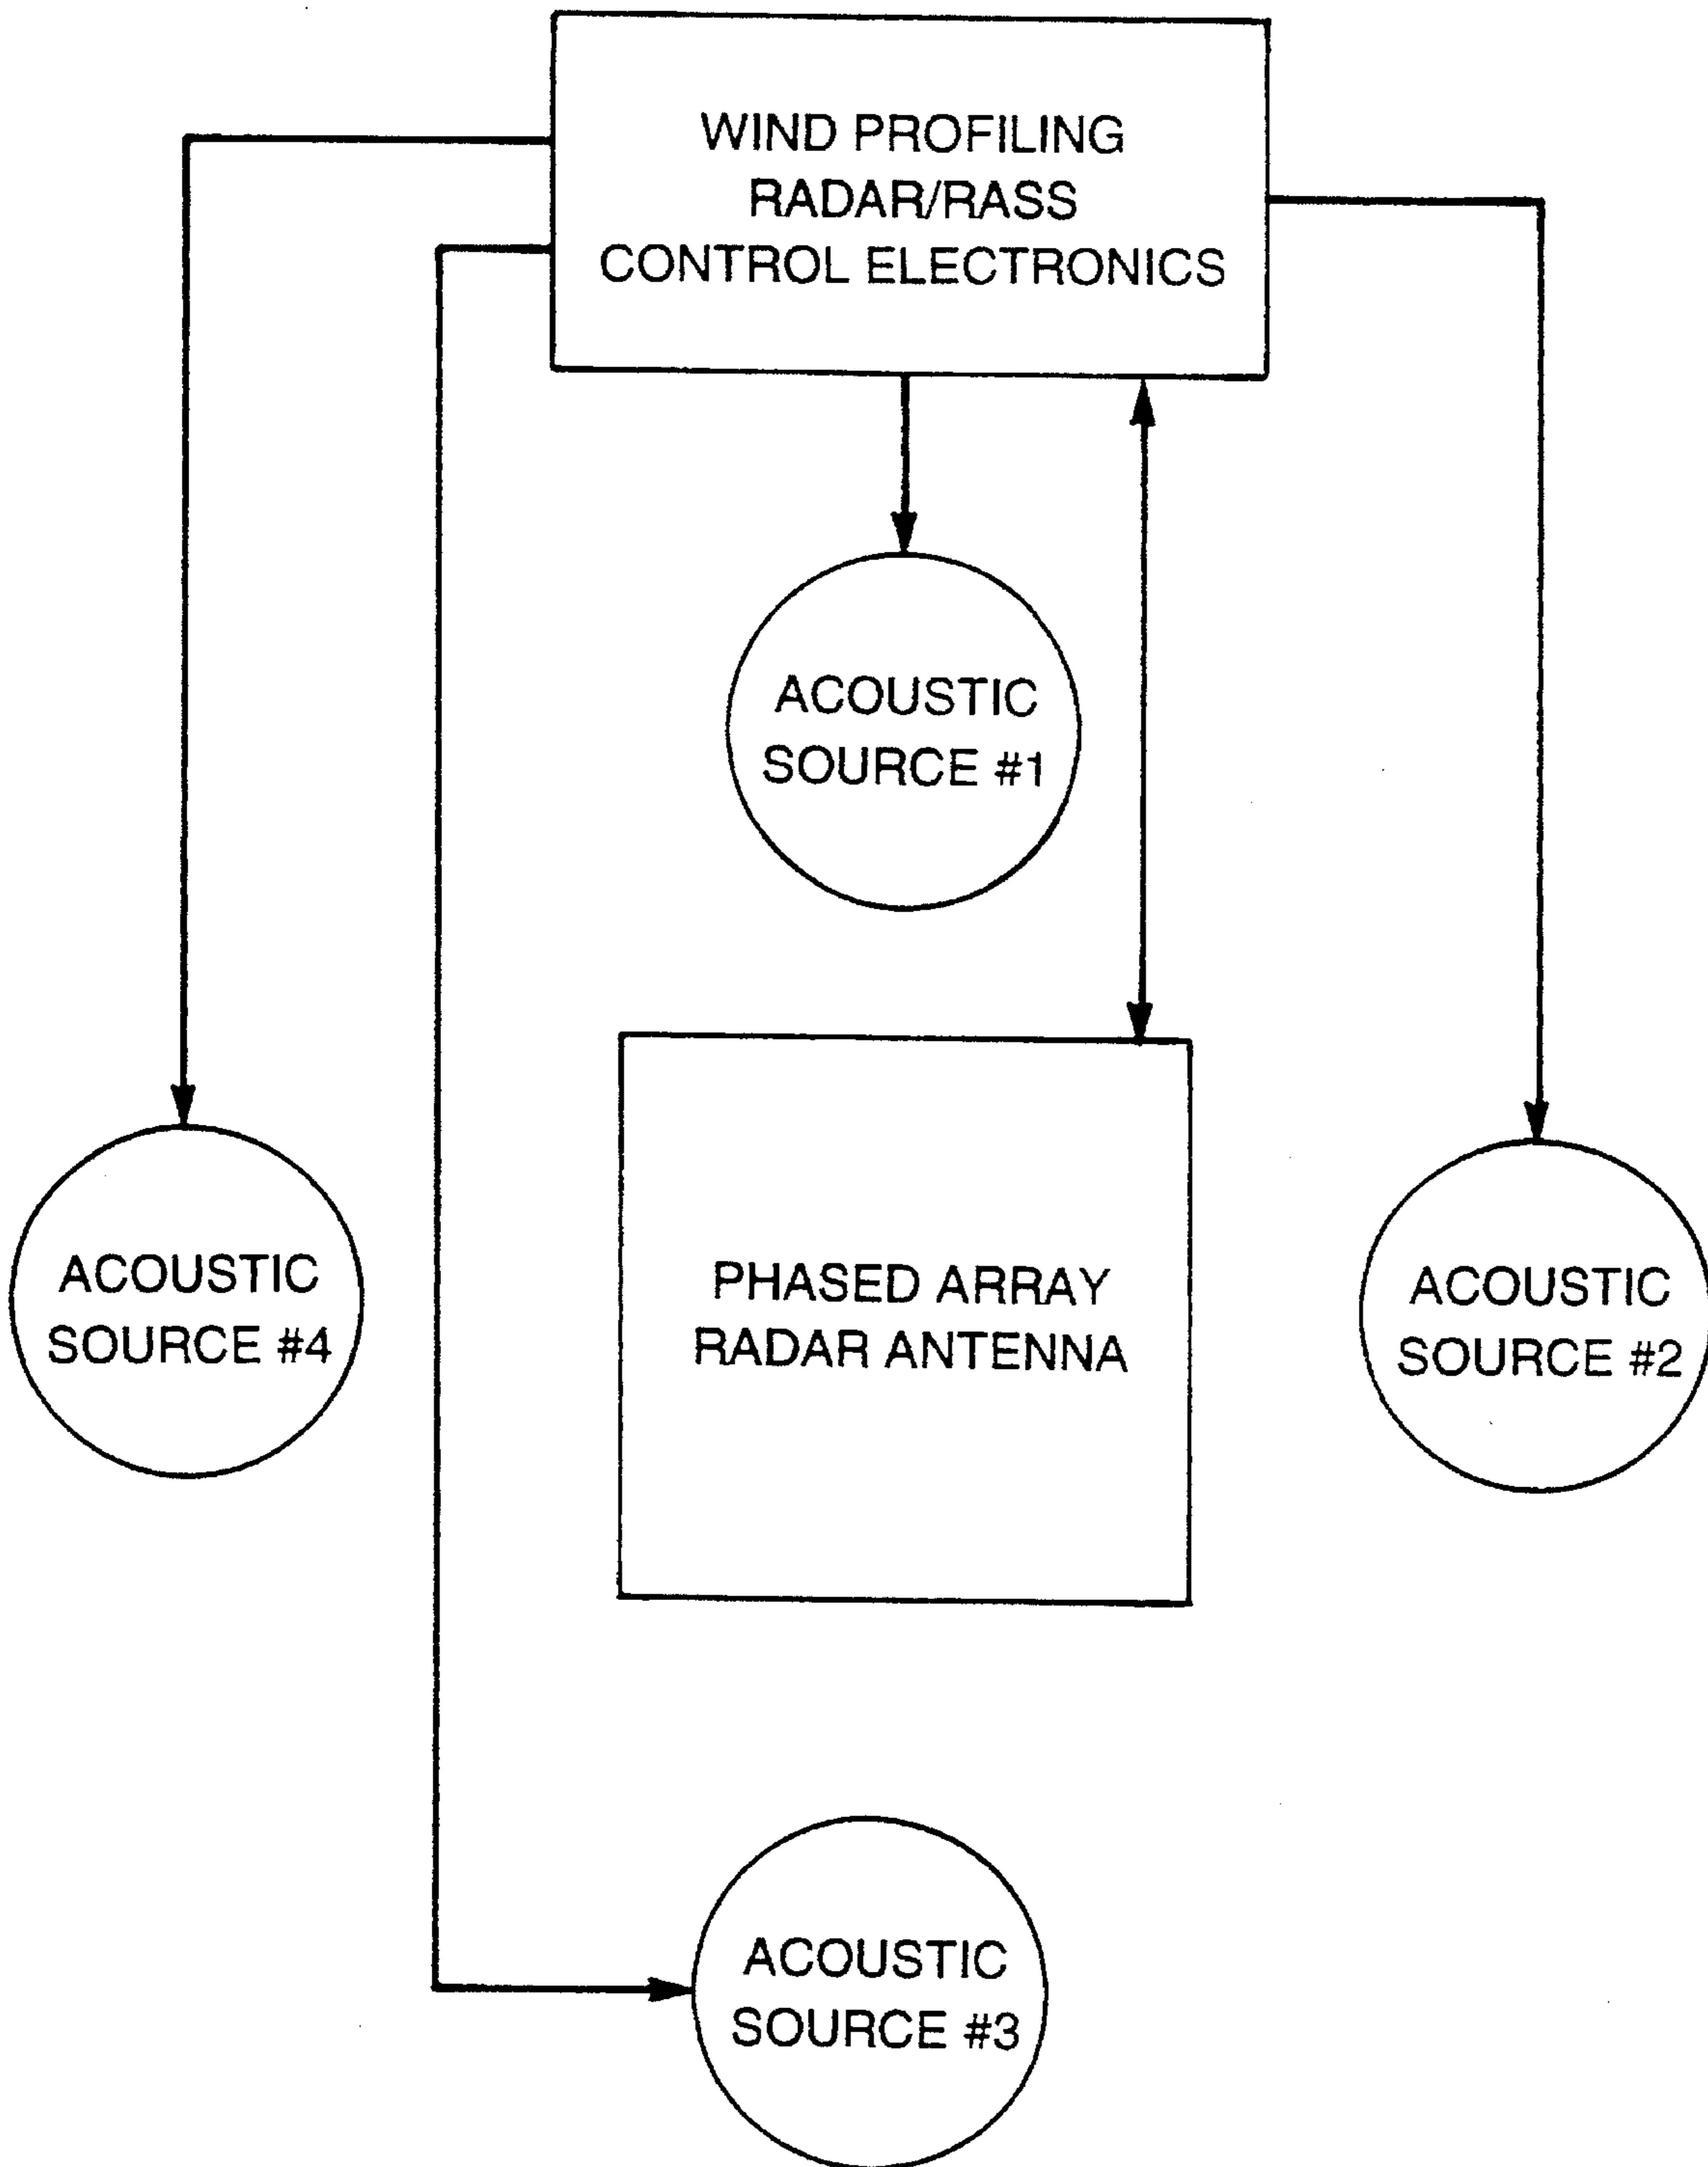 WIND PROFILING
RADAR/RASS
CONTROL ELECTRONICS
ACOUSTIC
SOURCE #1
ACOUSTIC
SOURCE #4
PHASED ARRAY
RADAR ANTENNA
ACOUSTIC
SOURCE #2
ACOUSTIC
SOURCE #3